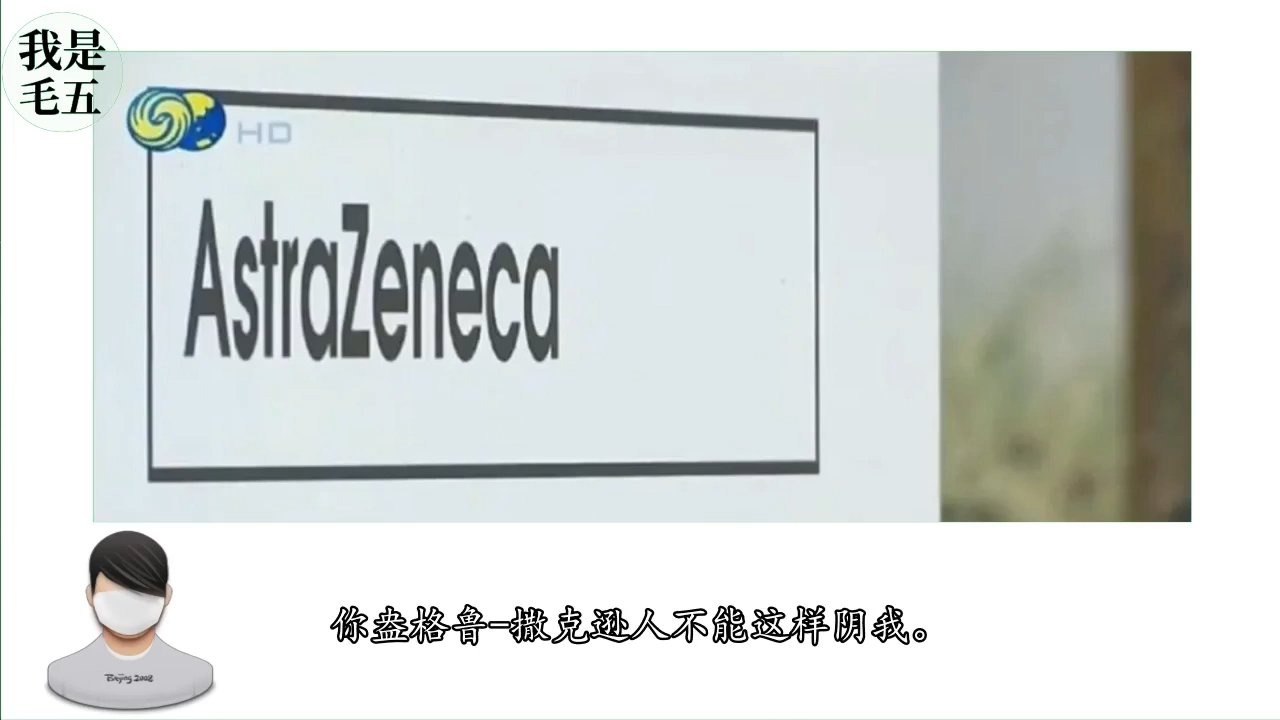 我是
毛五
HD
AstraZeneca
Beijing 2008
你盎格鲁-撒克逊人不能这样阴我。